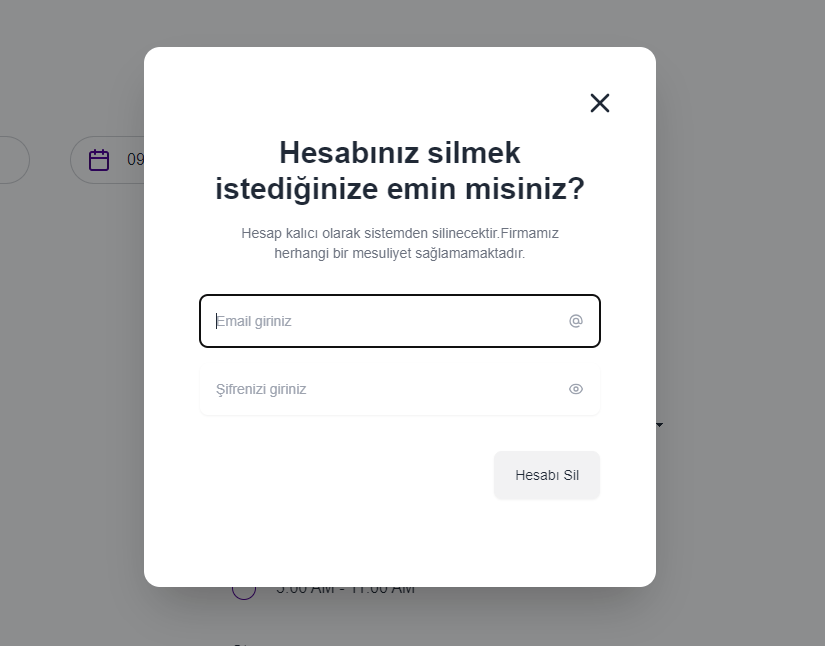 09
Hesabınız silmek
istediğinize emin misiniz?
Hesap kalıcı olarak sistemden silinecektir.Firmamız
herhangi bir mesuliyet sağlamamaktadır.
Email giriniz
@
Şifrenizi giriniz
Hesabı Sil
5:00 AM - 11:00 AM